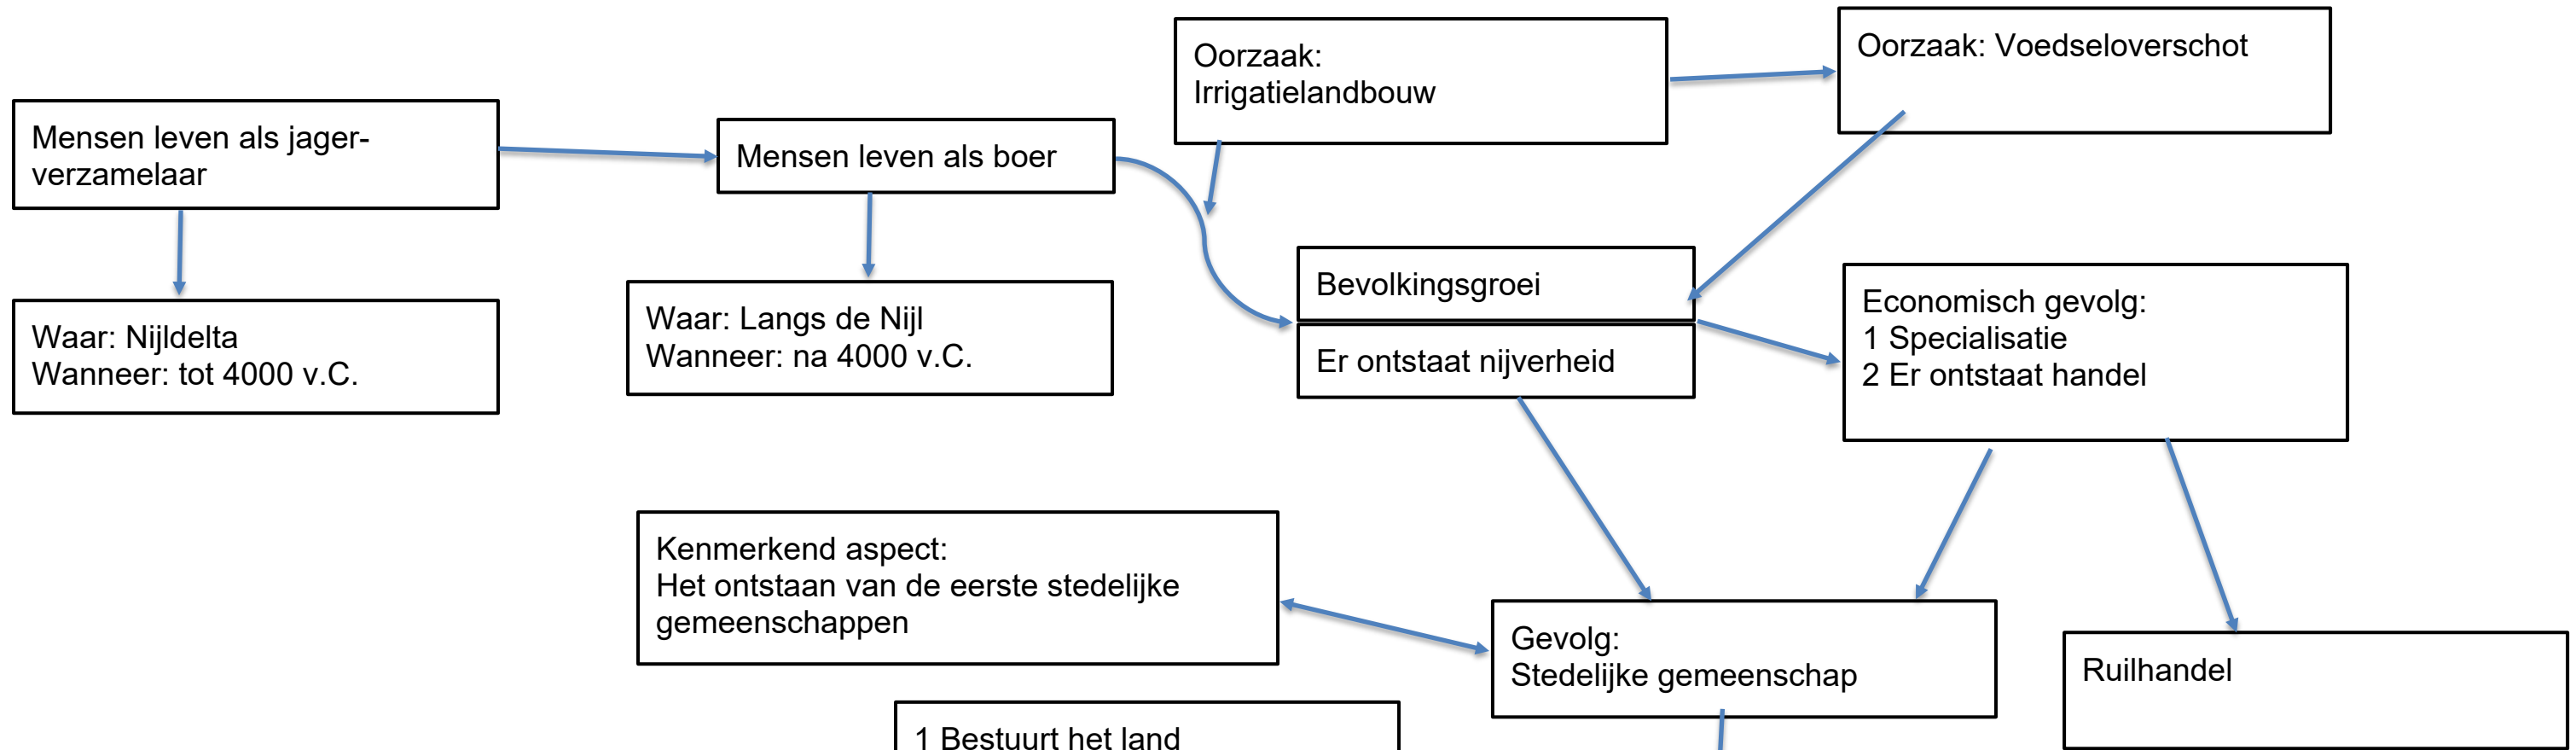 Oorzaak:
Irrigatielandbouw
Oorzaak: Voedseloverschot
Mensen leven als jager-
verzamelaar
Mensen leven als boer
Waar: Nijldelta
Wanneer: tot 4000 v.C.
Waar: Langs de Nijl
Wanneer: na 4000 v.C.
Bevolkingsgroei
Er ontstaat nijverheid
Economisch gevolg:
1 Specialisatie
2 Er ontstaat handel
Kenmerkend aspect:
Het ontstaan van de eerste stedelijke
gemeenschappen
Gevolg:
Stedelijke gemeenschap
Ruilhandel
1 Bestuurt het land